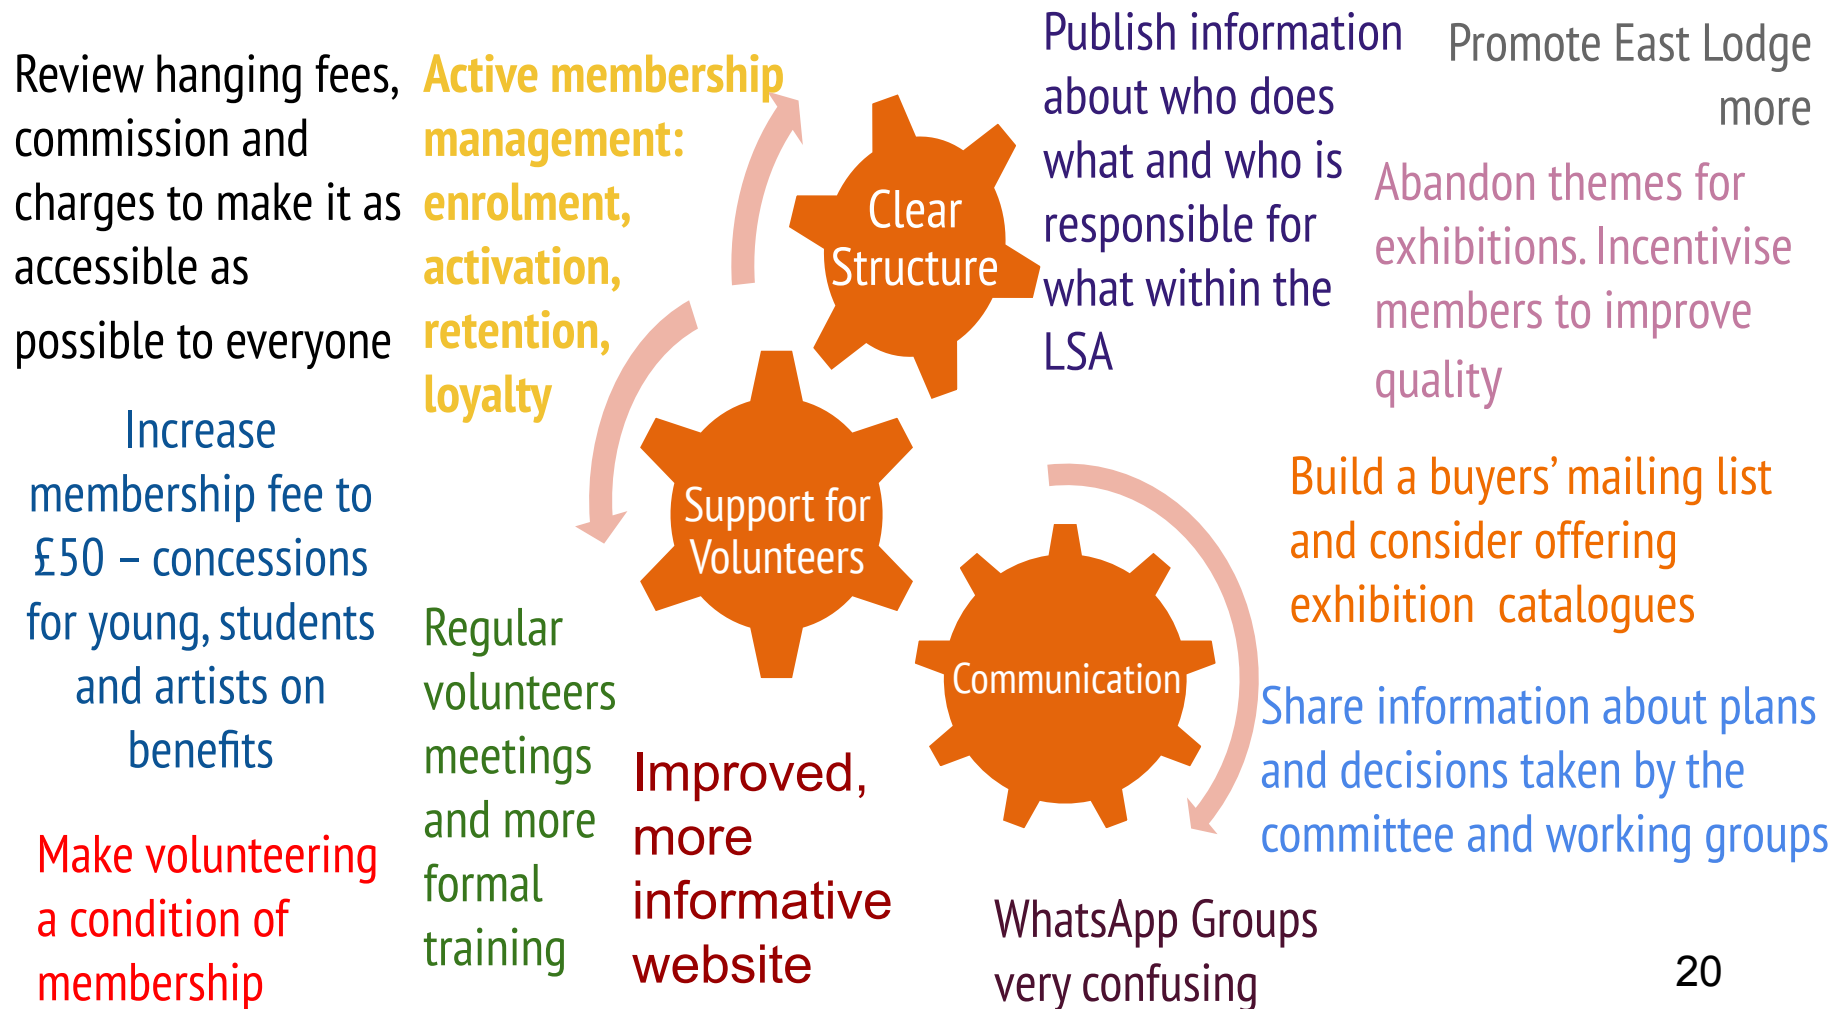 Review hanging fees,
commission and
charges to make it as
accessible as
possible to everyone
Active membership
management:
enrolment,
activation,
retention,
loyalty
Clear
Structure
Publish information
about who does
what and who is
responsible for
what within the
LSA
Promote East Lodge
more
Abandon themes for
exhibitions. Incentivise
members to improve
quality
Increase
membership fee to
£50 – concessions
for young, students
and artists on
benefits
Support for
Volunteers
Build a buyers’ mailing list
and consider offering
exhibition catalogues
Regular
volunteers
meetings
and more
formal
training
Communication
Share information about plans
and decisions taken by the
committee and working groups
Make volunteering
a condition of
membership
Improved,
more
informative
website
WhatsApp Groups
very confusing
20